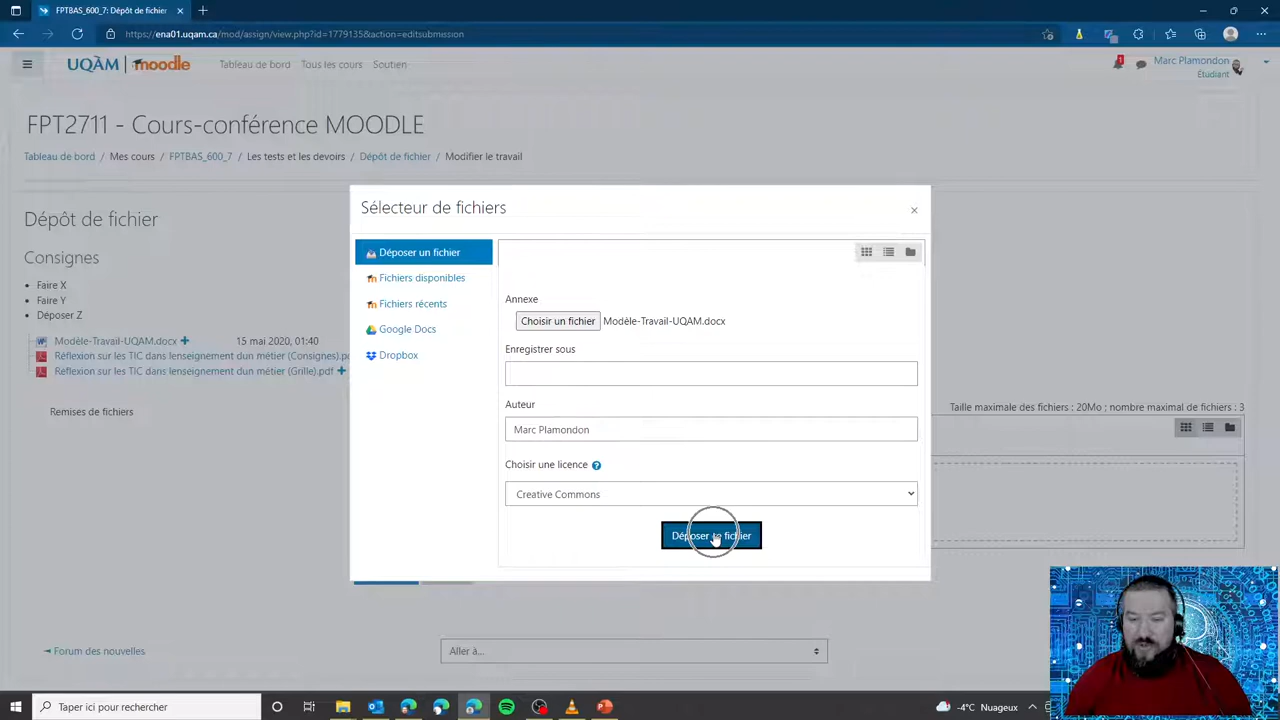 FPTBAS_600_7: Dépôt de fichier
https://ena01.uqam.ca/mod/assign/view.php?id=1779135&action=editsubmission
UQÀM | moodle Tableau de bord Tous les cours Soutien
1
Marc Plamondon
Étudiant
FPT2711 - Cours-conférence MOODLE
Tableau de bord / Mes cours / FPTBAS_600_7 / Les tests et les devoirs / Dépôt de fichier / Modifier le travail
Dépôt de fichier
Consignes
Faire X
Faire Y
Déposer Z
Modèle-Travail-UQAM.docx 15 mai 2020, 01:40
Réflexion sur les TIC dans lenseignement dun métier (Consignes).p
Réflexion sur les TIC dans lenseignement dun métier (Grille).pdf
Remises de fichiers
Sélecteur de fichiers
×
Déposer un fichier
Fichiers disponibles
Fichiers récents
Google Docs
Dropbox
Annexe
Choisir un fichier Modèle-Travail-UQAM.docx
Enregistrer sous
Auteur
Marc Plamondon
Choisir une licence
Creative Commons
Déposer ce fichier
Taille maximale des fichiers : 20Mo ; nombre maximal de fichiers : 3
Forum des nouvelles
Aller à...
Taper ici pour rechercher
-4°C Nuageux